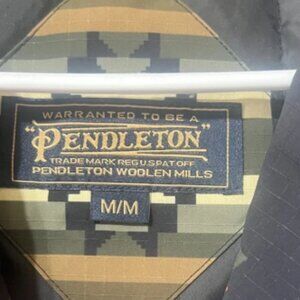 WARRANTED TO BE A
"PENDLETON"
TRADE MARK REG U.S. PAT. OFF
PENDLETON WOOLEN MILLS
M/M